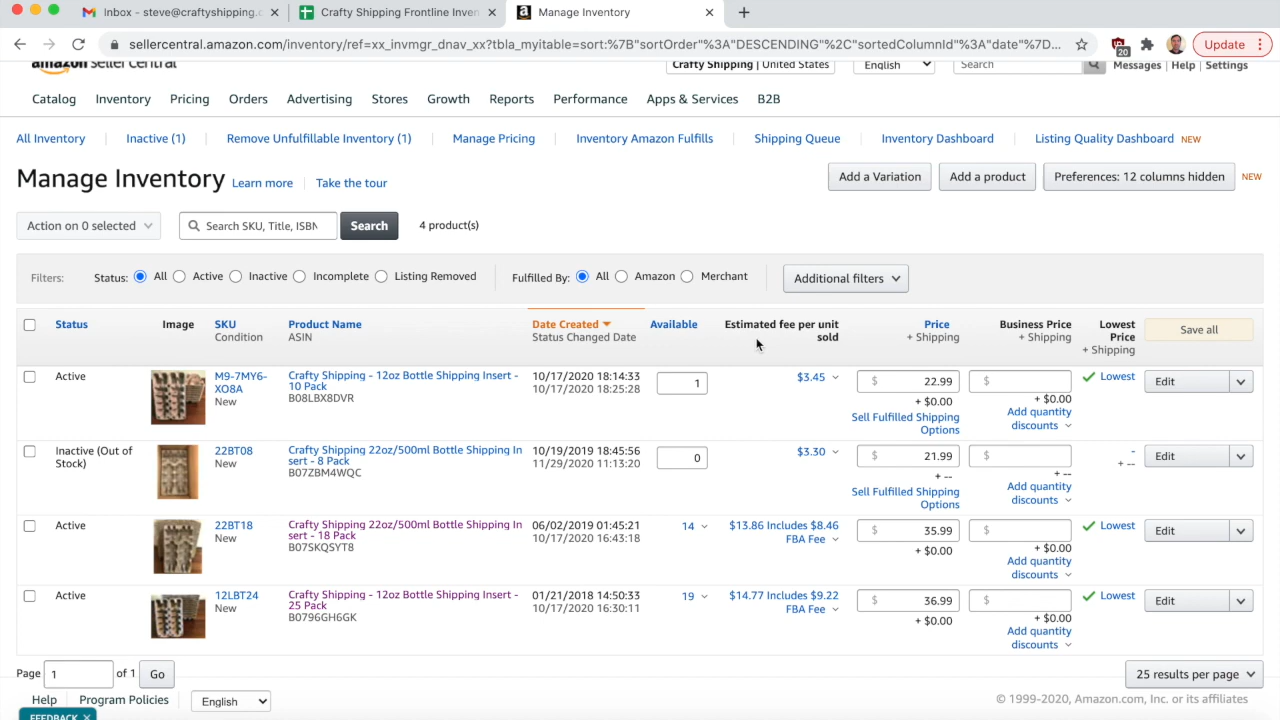 Inbox - steve@craftyshipping.c
Crafty Shipping Frontline Inven
Manage Inventory
sellercentral.amazon.com/inventory/ref=xx_invmgr_dnav_xx?tbla_myitable=sort:%7B"sortOrder"%3A"DESCENDING"%2C"sortedColumnId"%3A"date"%7D...
20
Update
amazon seller central
Crafty Shipping | United States
English
Search
Messages | Help | Settings
Catalog Inventory Pricing Orders Advertising Stores Growth Reports Performance Apps & Services B2B
All Inventory Inactive (1) Remove Unfulfillable Inventory (1) Manage Pricing Inventory Amazon Fulfills Shipping Queue Inventory Dashboard Listing Quality Dashboard NEW
Manage Inventory Learn more Take the tour
Add a Variation Add a product Preferences: 12 columns hidden NEW
Action on 0 selected Search SKU, Title, ISBN Search 4 product(s)
Filters: Status: All Active Inactive Incomplete Listing Removed Fulfilled By: All Amazon Merchant Additional filters
Status Image SKU Product Name Date Created Available Estimated fee per unit Price Business Price Lowest Save all
Condition ASIN Status Changed Date sold + Shipping + Shipping Price
+ Shipping
Active M9-7MY6- Crafty Shipping - 12oz Bottle Shipping Insert - 10/17/2020 18:14:33 1 $3.45 $ 22.99 $ Lowest Edit
XO8A 10 Pack 10/17/2020 18:25:28
New B08LBX8DVR + $0.00 + $0.00
Sell Fulfilled Shipping Add quantity
Options discounts
Inactive (Out of 22BT08 Crafty Shipping 22oz/500ml Bottle Shipping In 10/19/2019 18:45:56 0 $3.30 $ 21.99 $ - Edit
Stock) New sert - 8 Pack 11/29/2020 11:13:20 + --
B07ZBM4WQC + -- + --
Sell Fulfilled Shipping Add quantity
Options discounts
Active 22BT18 Crafty Shipping 22oz/500ml Bottle Shipping In 06/02/2019 01:45:21 14 $13.86 Includes $8.46 $ 35.99 $ Lowest Edit
New sert - 18 Pack 10/17/2020 16:43:18 FBA Fee
B07SKQSYT8 + $0.00 + $0.00
Add quantity
discounts
Active 12LBT24 Crafty Shipping - 12oz Bottle Shipping Insert - 01/21/2018 14:50:33 19 $14.77 Includes $9.22 $ 36.99 $ Lowest Edit
New 25 Pack 10/17/2020 16:30:11 FBA Fee
B0796GH6GK + $0.00 + $0.00
Add quantity
discounts
Page 1 of 1 Go 25 results per page
Help Program Policies English © 1999-2020, Amazon.com, Inc. or its affiliates
FEEDBACK